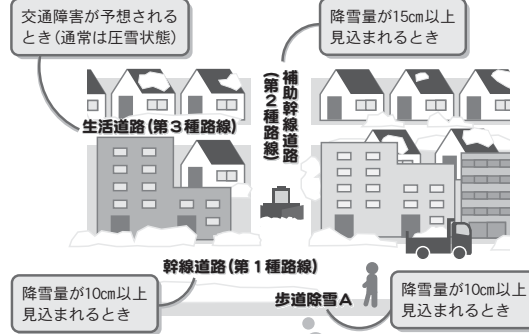 交通障害が予想される
とき(通常は圧雪状態)
降雪量が15cm以上
見込まれるとき
生活道路(第3種路線)
補助幹線道路
(第2種路線)
幹線道路(第1種路線)
降雪量が10cm以上
見込まれるとき
歩道除雪A
降雪量が10cm以上
見込まれるとき